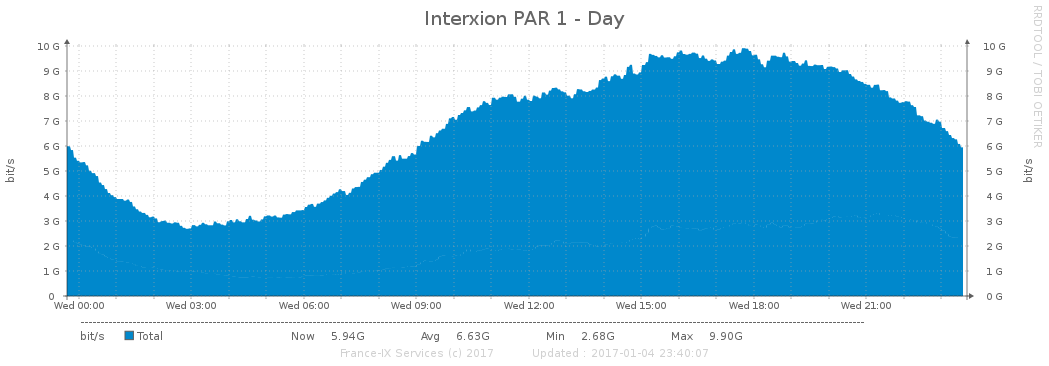 Interxion PAR 1 - Day
RRDTOOL / TOBI OETIKER
bit/s
10 G 10 G
9 G 9 G
8 G 8 G
7 G 7 G
6 G 6 G
5 G 5 G
4 G 4 G
3 G 3 G
2 G 2 G
1 G 1 G
0 0 G
bit/s
Wed 00:00 Wed 03:00 Wed 06:00 Wed 09:00 Wed 12:00 Wed 15:00 Wed 18:00 Wed 21:00
bit/s Total Now 5.94G Avg 6.63G Min 2.68G Max 9.90G
France-IX Services (c) 2017 Updated : 2017-01-04 23:40:07